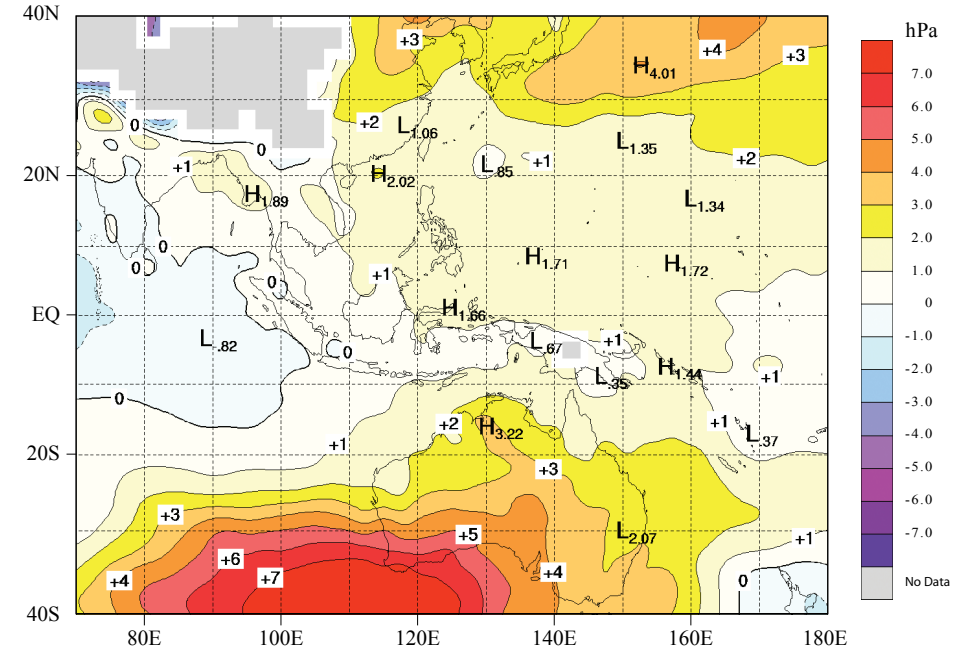 40N
hPa
+3
+4
+3
H4.01
7.0
6.0
+2
L1.06
0
5.0
L1.35
0
4.0
+1
L.85
+1
+2
20N
H2.02
3.0
H1.89
L1.34
2.0
0
H1.71
H1.72
1.0
0
+1
0
0
EQ
H1.66
-1.0
L-.82
L.67
+1
0
-2.0
H1.44
L.35
+1
-3.0
0
+2
H3.22
+1
L.37
-4.0
+1
20S
-5.0
+3
-6.0
+3
L2.07
-7.0
+5
+1
+6
+4
+7
+4
0
No Data
40S
80E
100E
120E
140E
160E
180E